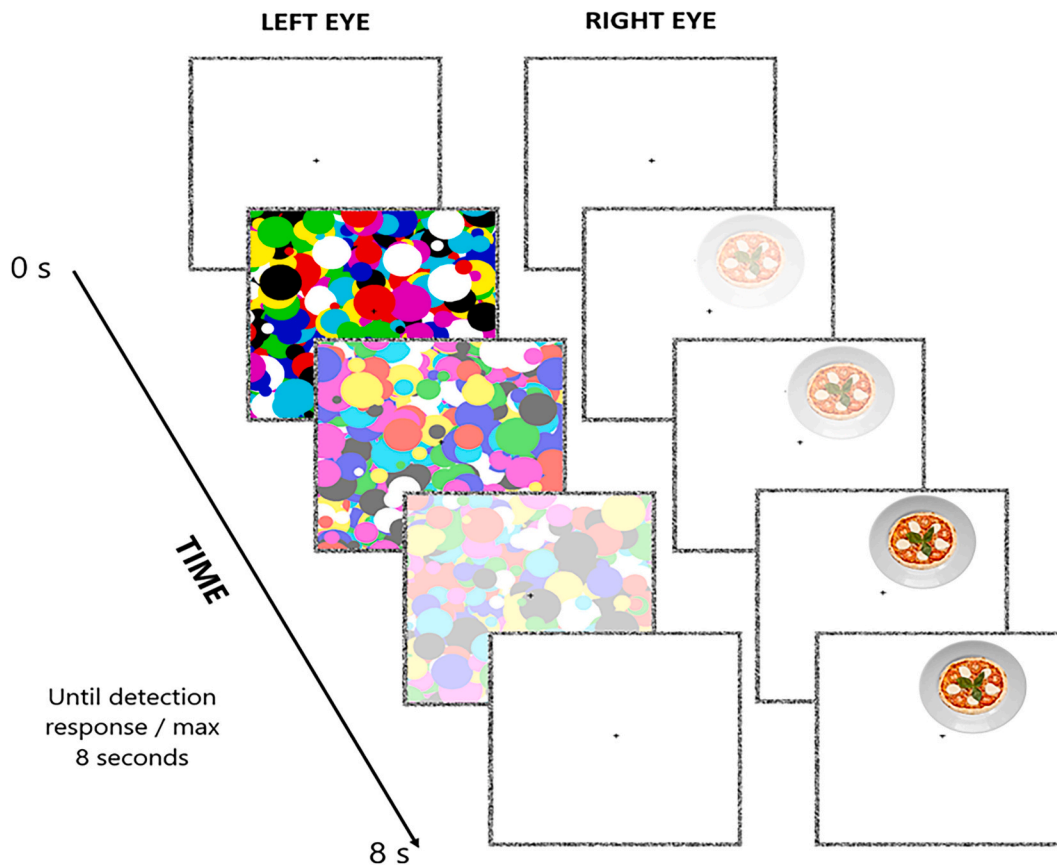 LEFT EYE
RIGHT EYE
0 s
TIME
Until detection
response / max
8 seconds
8 s